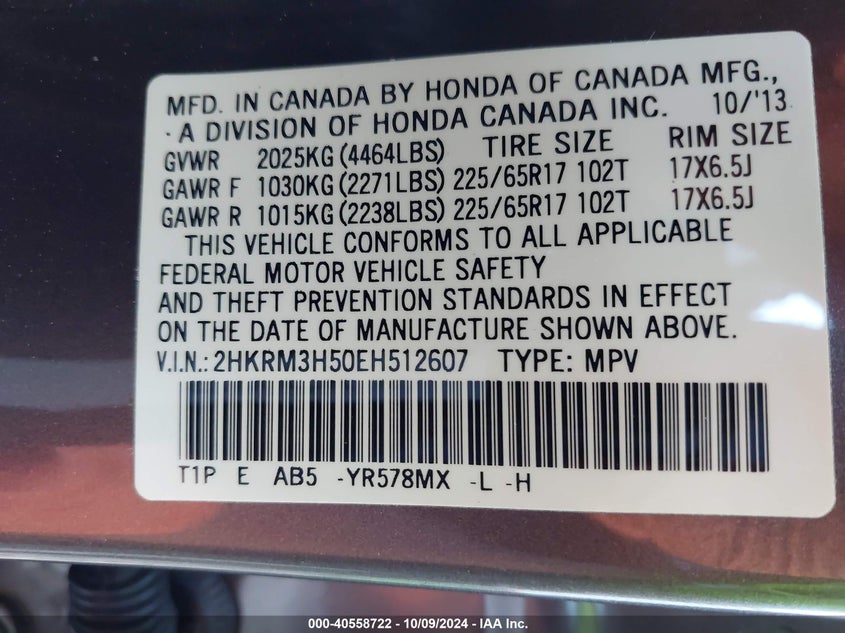 MFD. IN CANADA BY HONDA OF CANADA MFG.,
A DIVISION OF HONDA CANADA INC. 10/'13
GVWR 2025KG (4464LBS) TIRE SIZE RIM SIZE
GAWR F 1030KG (2271LBS) 225/65R17 102T 17X6.5J
GAWR R 1015KG (2238LBS) 225/65R17 102T 17X6.5J
THIS VEHICLE CONFORMS TO ALL APPLICABLE
FEDERAL MOTOR VEHICLE SAFETY
AND THEFT PREVENTION STANDARDS IN EFFECT
ON THE DATE OF MANUFACTURE SHOWN ABOVE.
V.I.N.: 2HKRM3H50EH512607 TYPE: MPV
T1P E AB5 -YR578MX -L -H
000-40558722 - 10/09/2024 - IAA Inc.